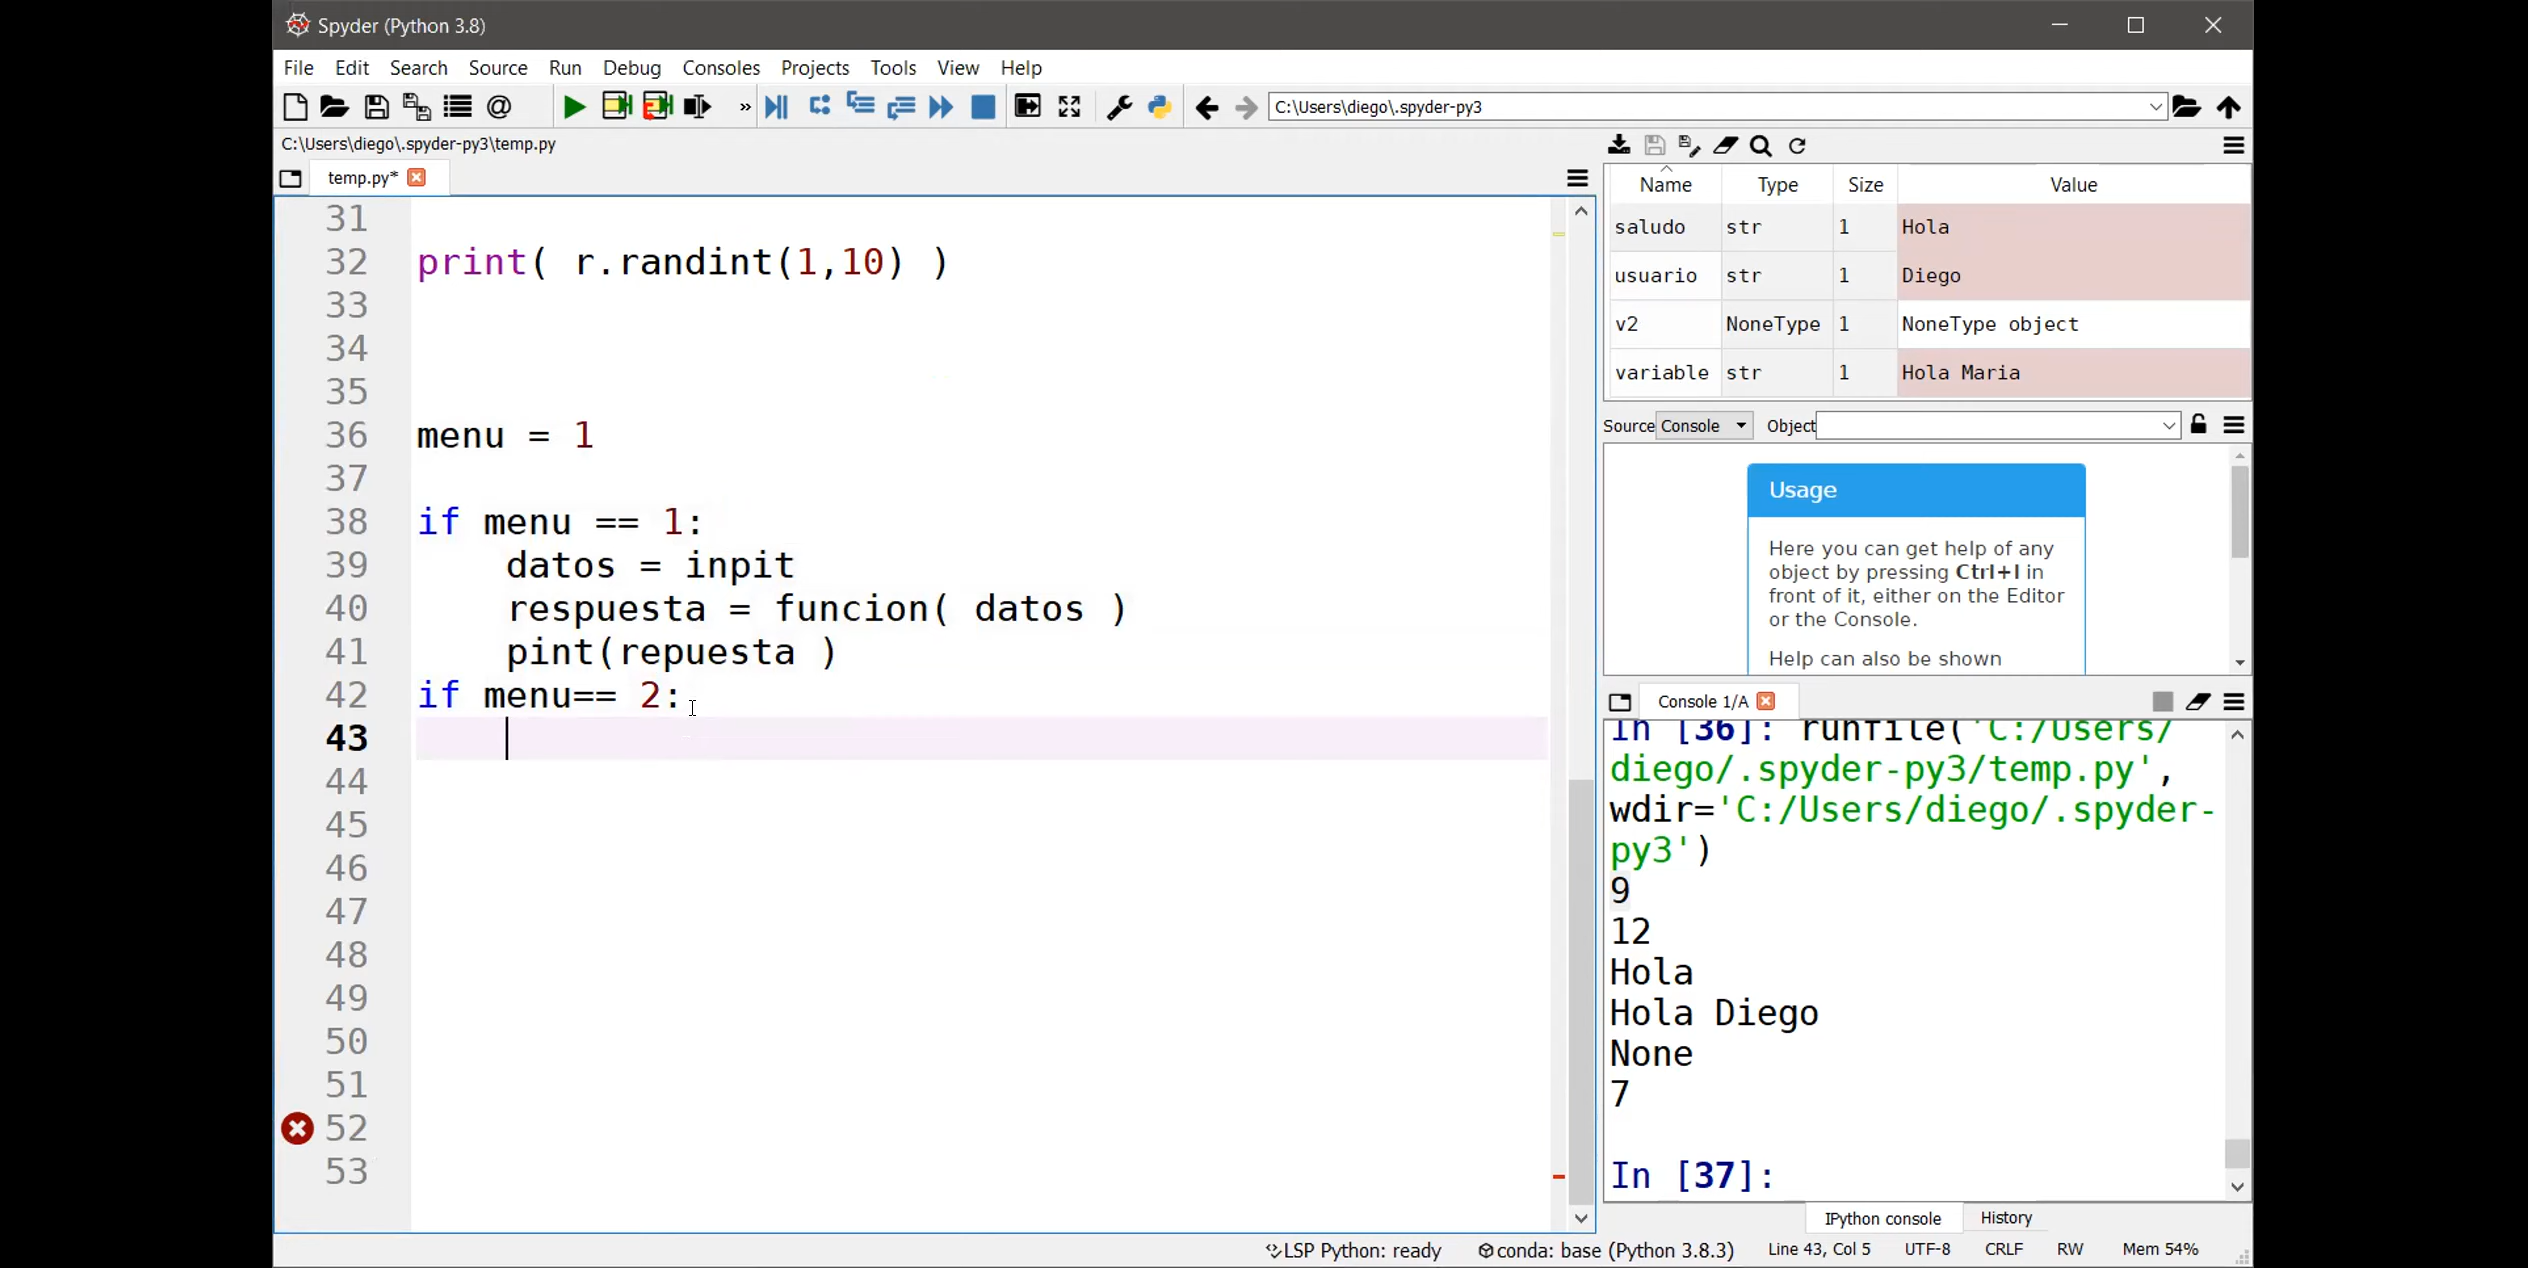 Spyder (Python 3.8)
File Edit Search Source Run Debug Consoles Projects Tools View Help
@ » C:\Users\diego\.spyder-py3
C:\Users\diego\.spyder-py3\temp.py
temp.py*
31
32 print( r.randint(1,10) )
33
34
35
36 menu = 1
37
38 if menu == 1:
39 datos = inpit
40 respuesta = funcion( datos )
41 pint(repuesta )
42 if menu== 2:
43
44
45
46
47
48
49
50
51
52
53
Name Type Size Value
saludo str 1 Hola
usuario str 1 Diego
v2 NoneType 1 NoneType object
variable str 1 Hola Maria
Source Console Object
Usage
Here you can get help of any
object by pressing Ctrl+I in
front of it, either on the Editor
or the Console.
Help can also be shown
Console 1/A
In [36]: runfile('C:/Users/
diego/.spyder-py3/temp.py',
wdir='C:/Users/diego/.spyder-
py3')
9
12
Hola
Hola Diego
None
7
In [37]:
IPython console History
LSP Python: ready conda: base (Python 3.8.3) Line 43, Col 5 UTF-8 CRLF RW Mem 54%